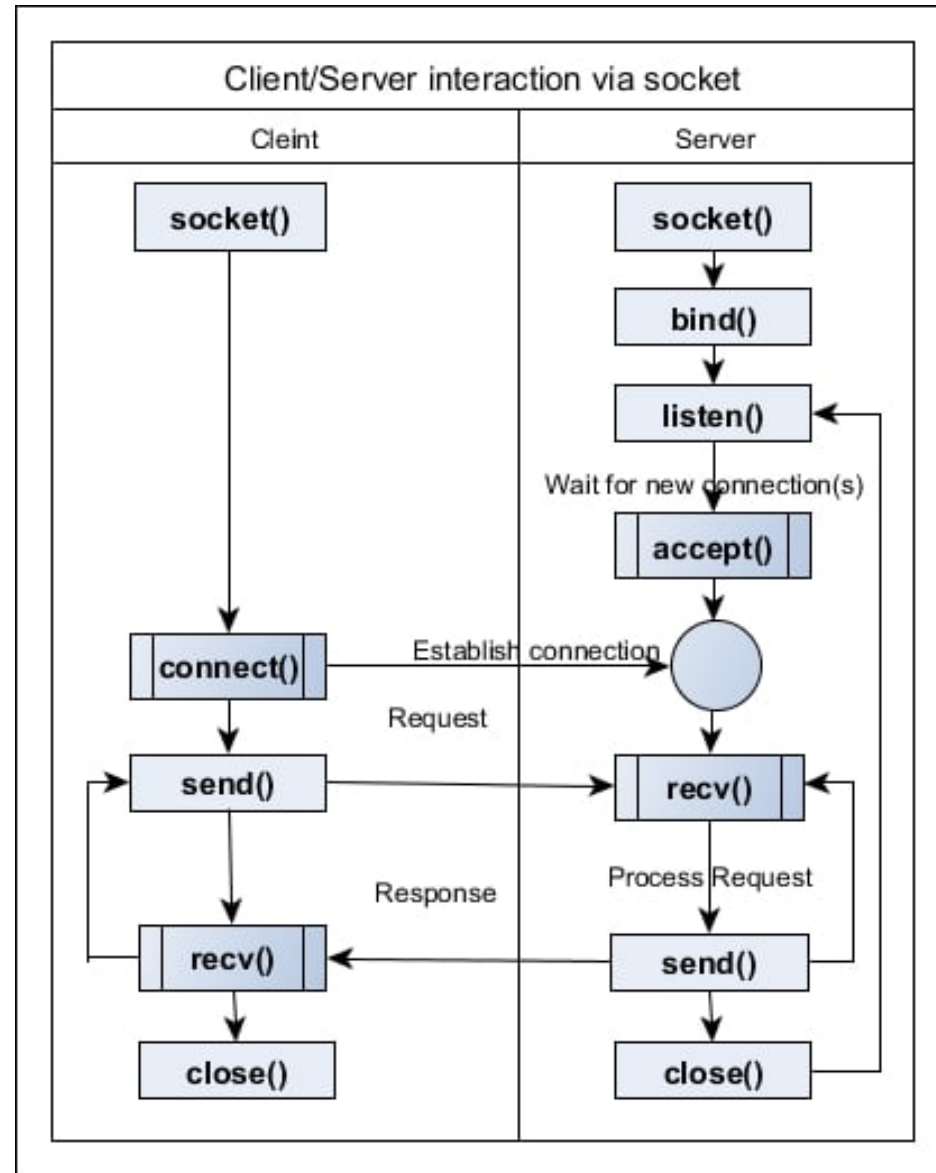 Client/Server interaction via socket
Cleint
Server
socket()
socket()
bind()
listen()
Wait for new connection(s)
accept()
Establish connection
connect()
Request
send()
recv()
Process Request
Response
recv()
send()
close()
close()